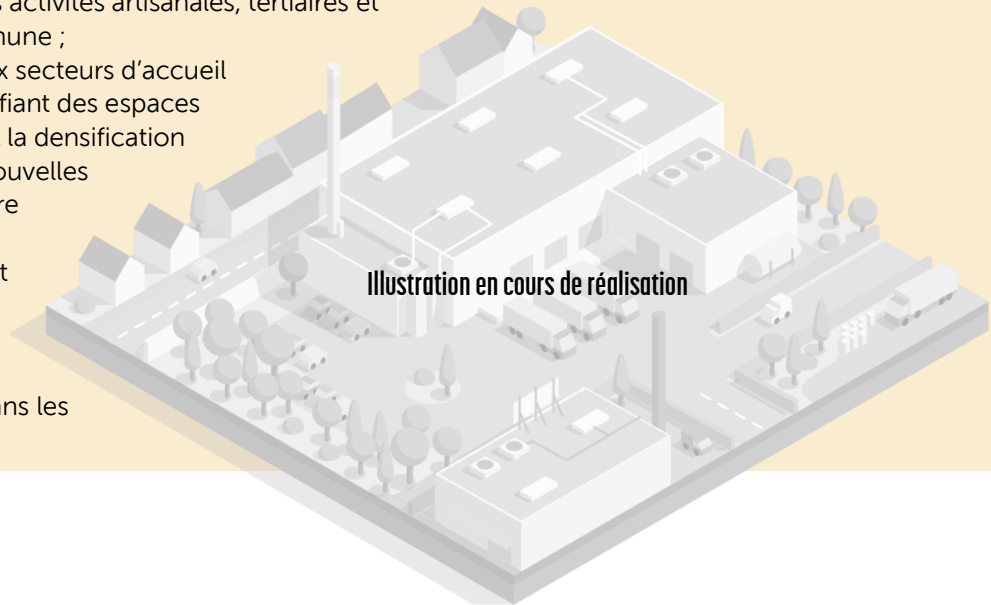 s activités artisanales, tertiaires et
mune ;
x secteurs d’accueil
fiant des espaces
la densification
ouvelles
re
t
Illustration en cours de réalisation
ans les